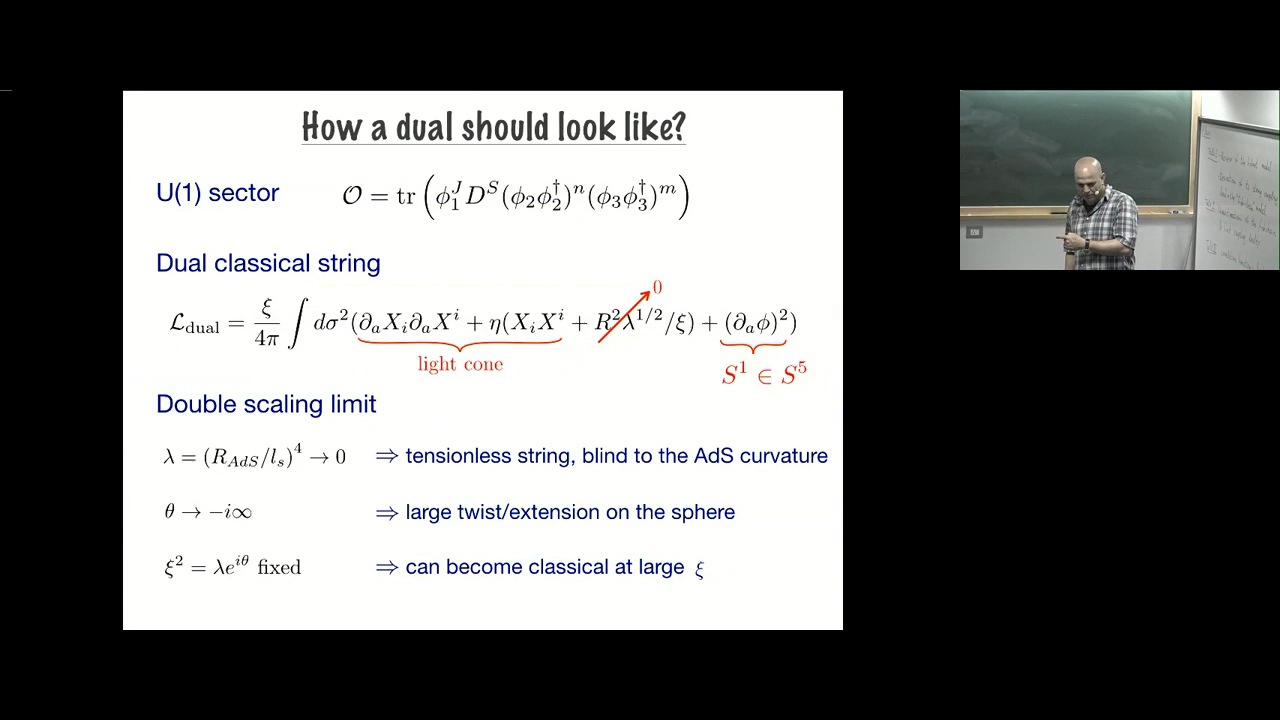 How a dual should look like?
U(1) sector 𝒪 = tr(ϕ₁ᴶ Dˢ(ϕ₂ϕ₂†)ⁿ(ϕ₃ϕ₃†)ᵐ)
Dual classical string
ℒ_dual = ξ/4π ∫ dσ²(∂ₐXᵢ∂ₐXⁱ + η(XᵢXⁱ + R²λ^{1/2}/ξ) + (∂ₐϕ)²)
0
light cone
S¹ ∈ S⁵
Double scaling limit
λ = (R_{AdS}/l_s)⁴ → 0 ⇒ tensionless string, blind to the AdS curvature
θ → −i∞ ⇒ large twist/extension on the sphere
ξ² = λe^{iθ} fixed ⇒ can become classical at large ξ